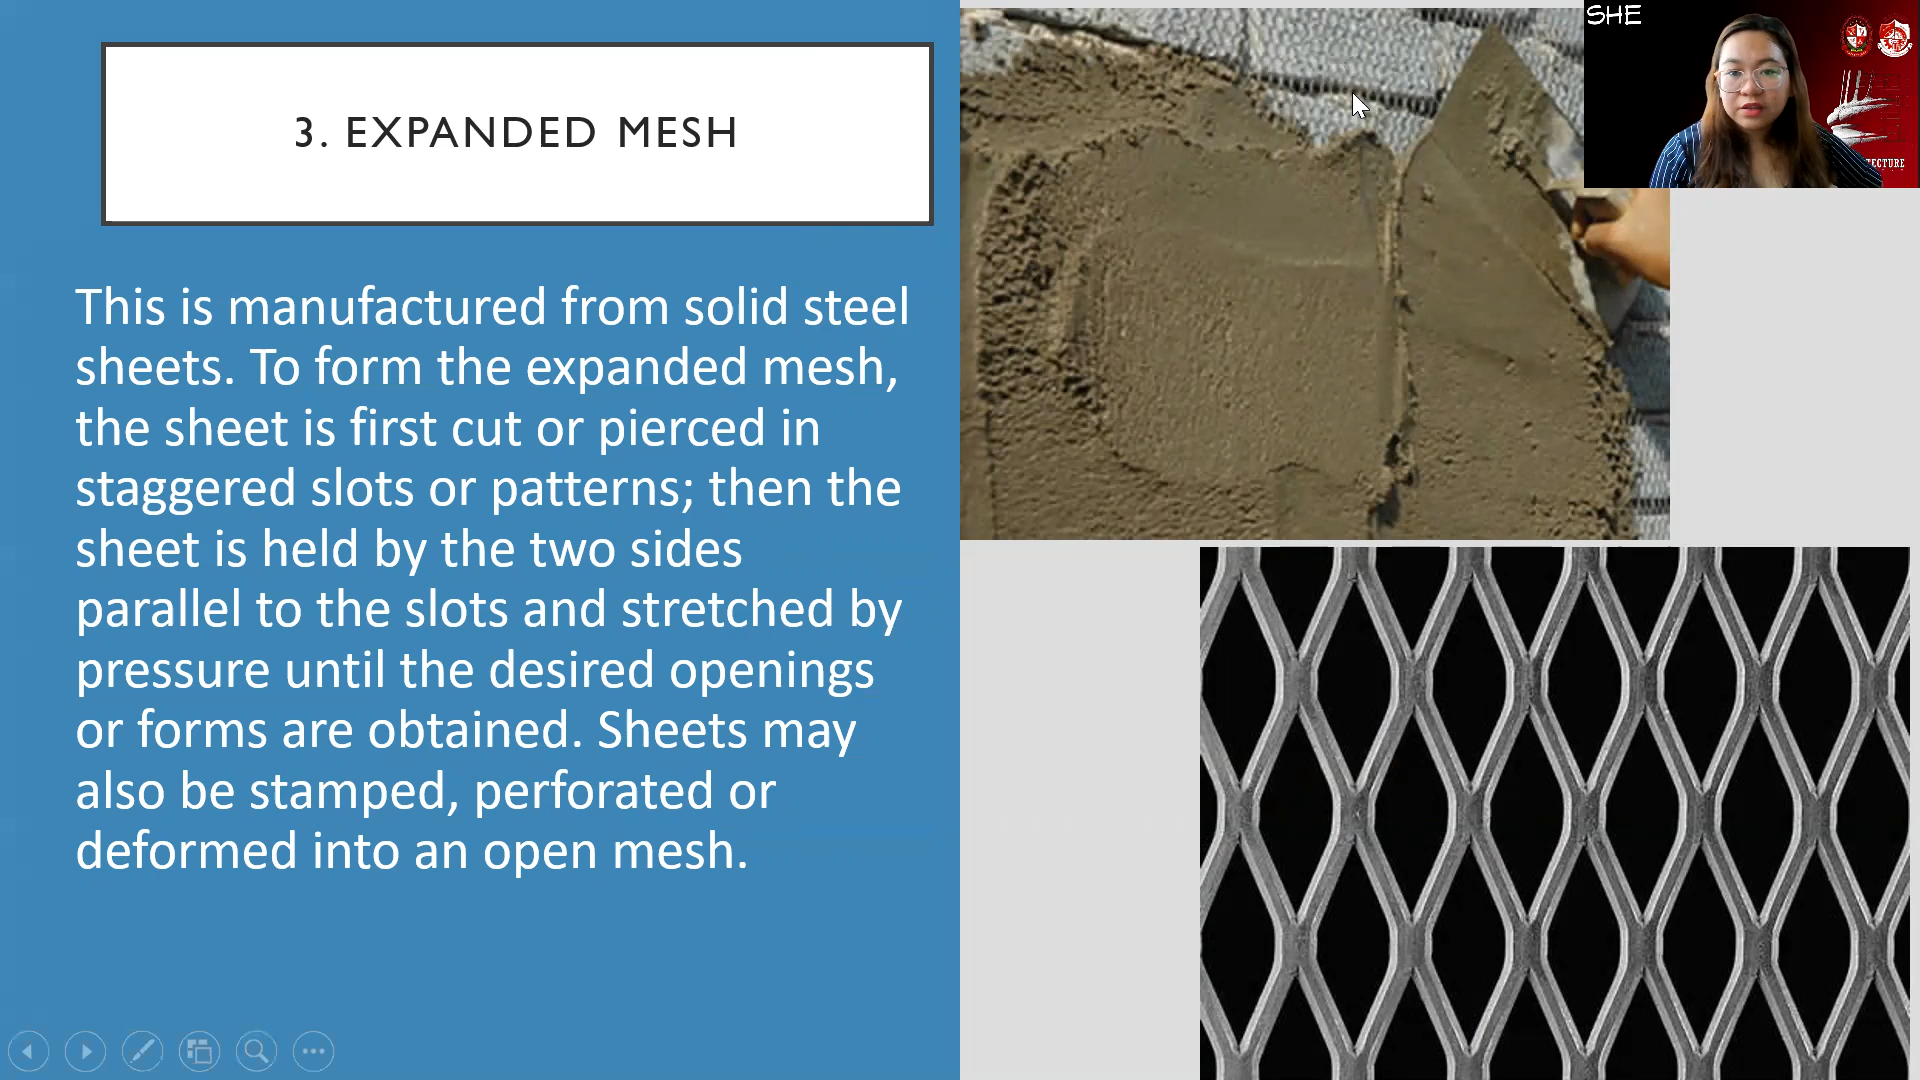 3. EXPANDED MESH
This is manufactured from solid steel
sheets. To form the expanded mesh,
the sheet is first cut or pierced in
staggered slots or patterns; then the
sheet is held by the two sides
parallel to the slots and stretched by
pressure until the desired openings
or forms are obtained. Sheets may
also be stamped, perforated or
deformed into an open mesh.
SHE
TECTURE